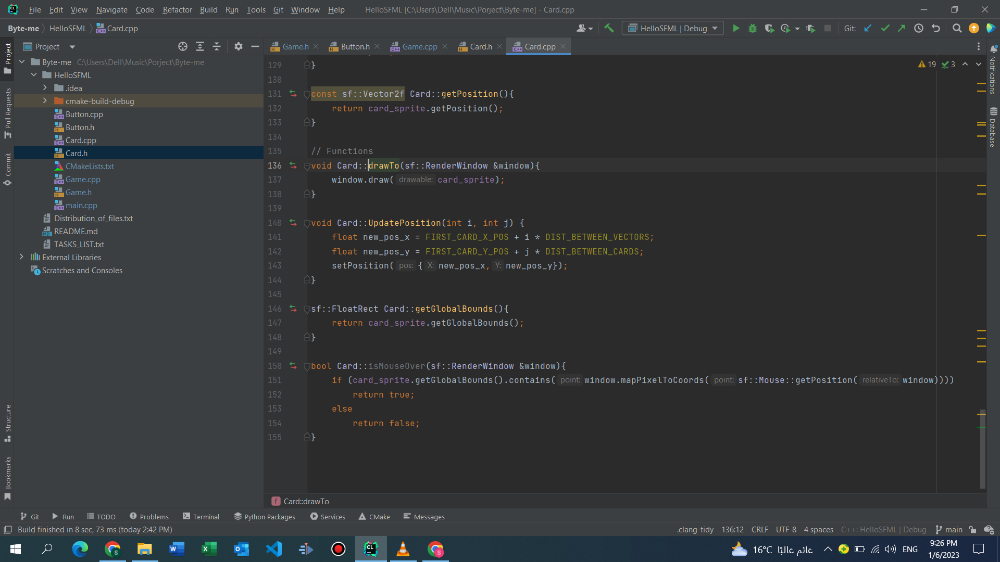 File Edit View Navigate Code Refactor Build Run Tools Git Window Help HelloSFML [C:\Users\Dell\Music\Porject\Byte-me] - Card.cpp
Byte-me HelloSFML Card.cpp HelloSFML | Debug Git:
Project Game.h Button.h Game.cpp Card.h Card.cpp
Project
Pull Requests
Commit
Structure
Bookmarks
Byte-me C:\Users\Dell\Music\Porject\Byte-me
HelloSFML
.idea
cmake-build-debug
Button.cpp
Button.h
Card.cpp
Card.h
CMakeLists.txt
Game.cpp
Game.h
main.cpp
Distribution_of_files.txt
README.md
TASKS_LIST.txt
External Libraries
Scratches and Consoles
19 3
129 }
130
131 const sf::Vector2f Card::getPosition(){
132 return card_sprite.getPosition();
133 }
134
135 // Functions
136 void Card::drawTo(sf::RenderWindow &window){
137 window.draw( drawable: card_sprite);
138 }
139
140 void Card::UpdatePosition(int i, int j) {
141 float new_pos_x = FIRST_CARD_X_POS + i * DIST_BETWEEN_VECTORS;
142 float new_pos_y = FIRST_CARD_Y_POS + j * DIST_BETWEEN_CARDS;
143 setPosition( pos: { X: new_pos_x, Y: new_pos_y});
144 }
145
146 sf::FloatRect Card::getGlobalBounds(){
147 return card_sprite.getGlobalBounds();
148 }
149
150 bool Card::isMouseOver(sf::RenderWindow &window){
151 if (card_sprite.getGlobalBounds().contains( point: window.mapPixelToCoords( point: sf::Mouse::getPosition( relativeTo: window))))
152 return true;
153 else
154 return false;
155 }
Notifications
Database
f Card::drawTo
Git Run TODO Problems Terminal Python Packages Services CMake Messages
Build finished in 8 sec, 73 ms (today 2:42 PM) .clang-tidy 136:12 CRLF UTF-8 4 spaces C++: HelloSFML | Debug main
16°C غائم غالبًا ENG 9:26 PM
1/6/2023